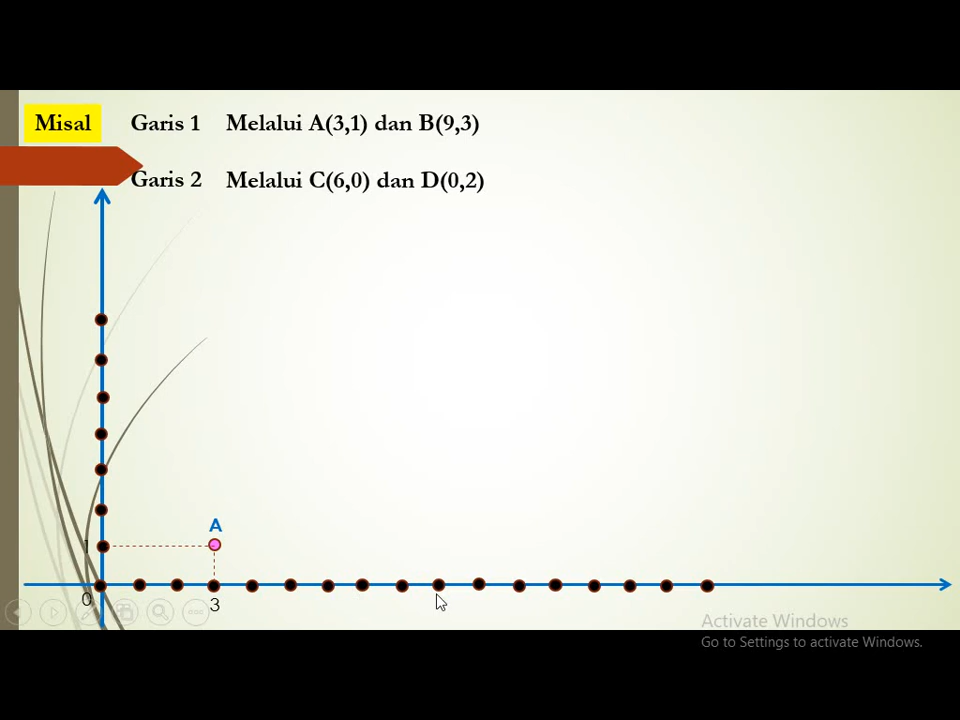 Misal Garis 1 Melalui A(3,1) dan B(9,3)
Garis 2 Melalui C(6,0) dan D(0,2)
A
1
0
3
Activate Windows
Go to Settings to activate Windows.